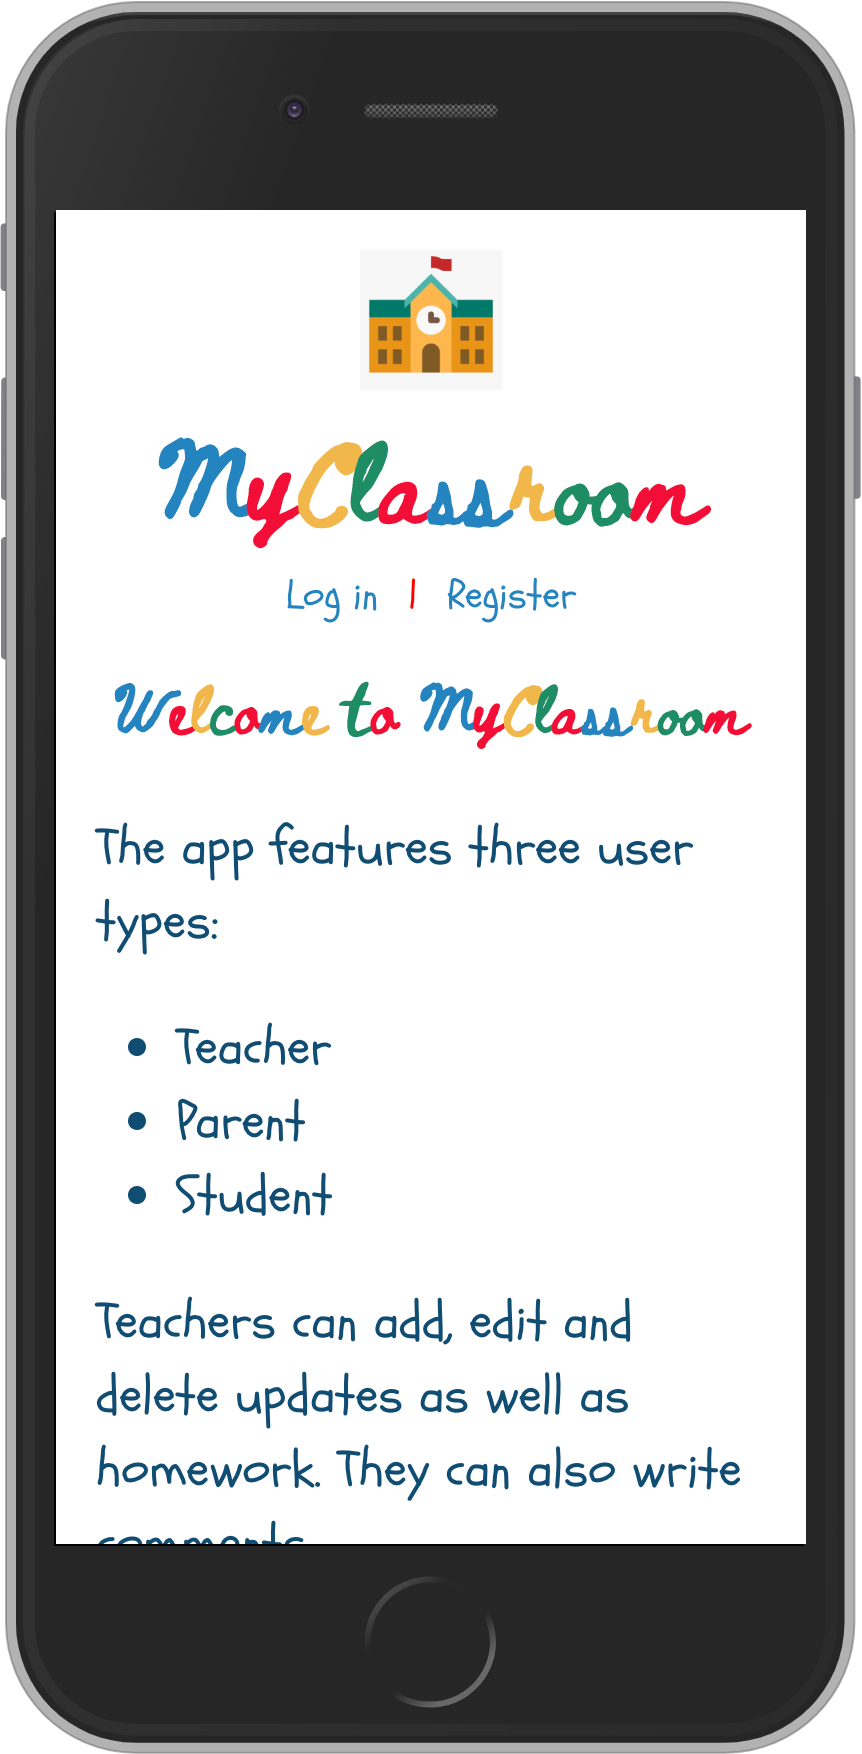 MyClassroom
Log in | Register
Welcome to MyClassroom
The app features three user
types:
Teacher
Parent
Student
Teachers can add, edit and
delete updates as well as
homework. They can also write
comments